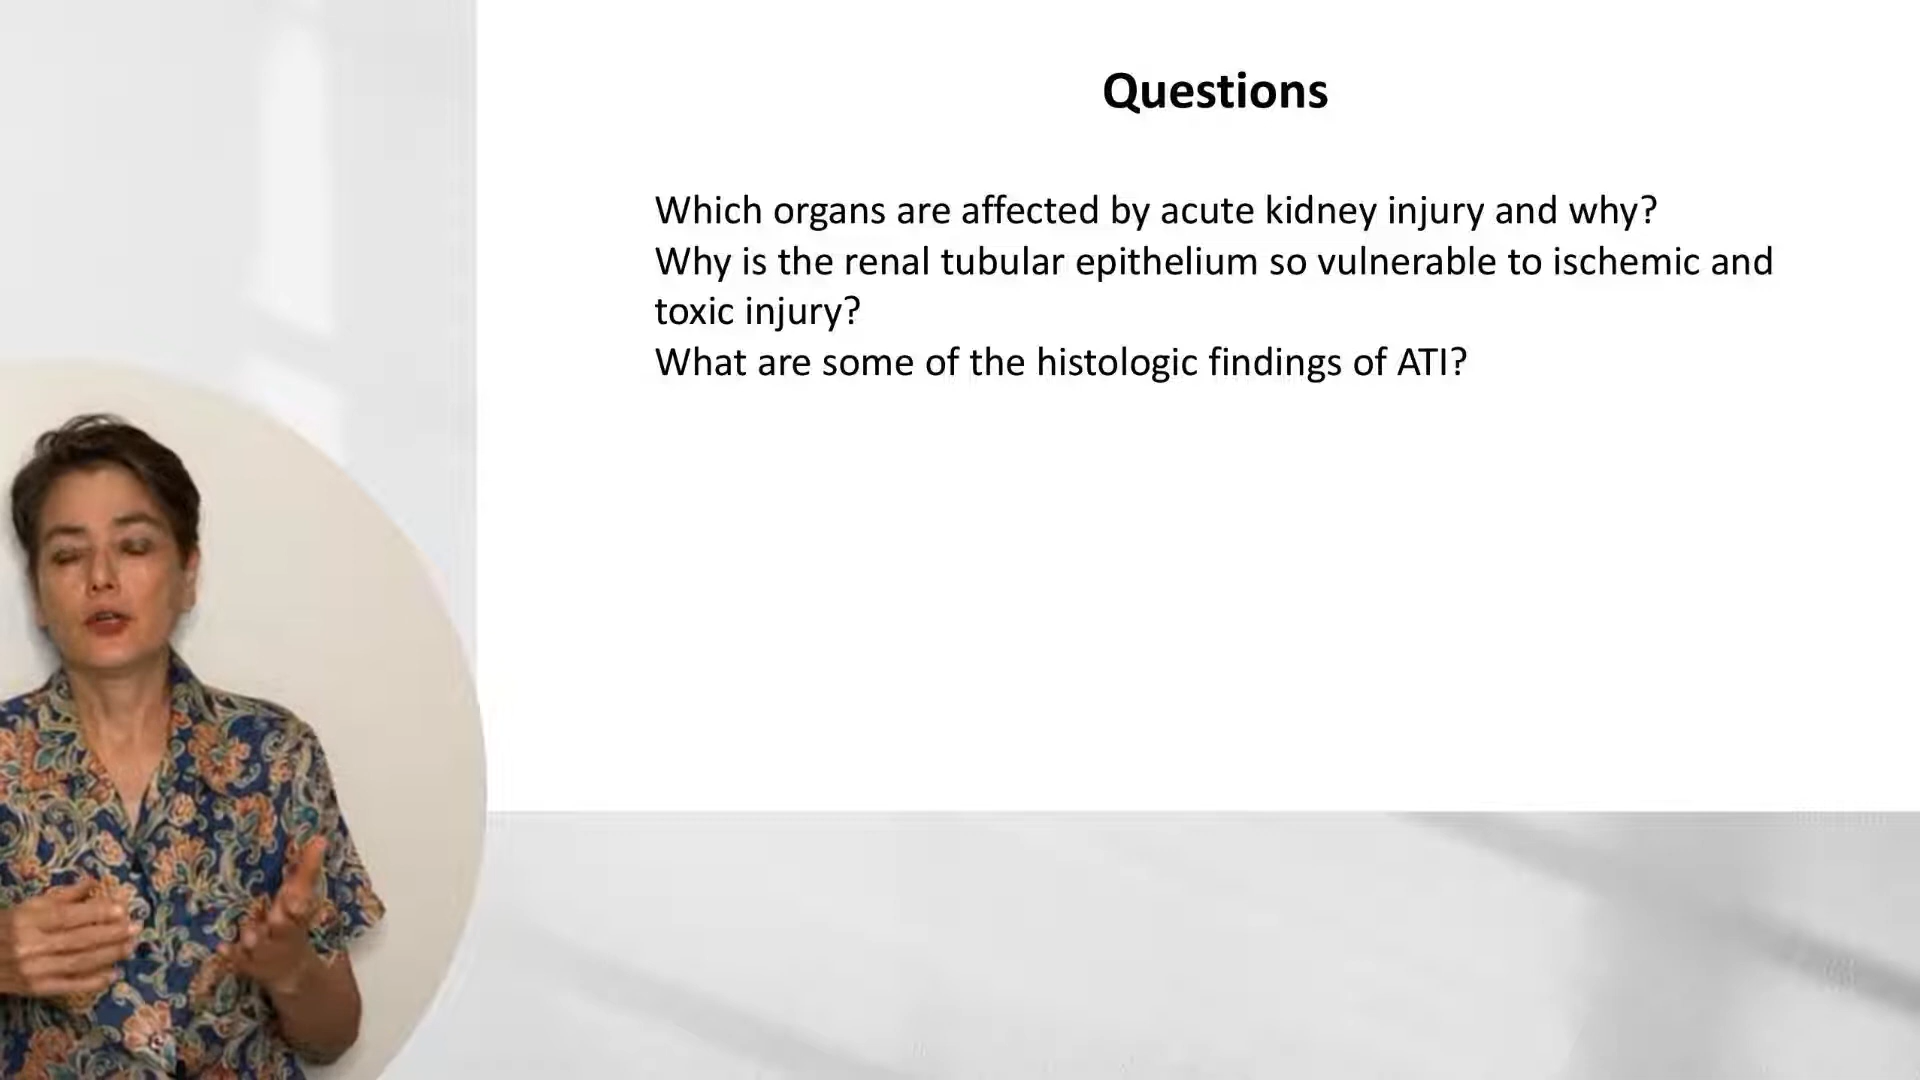 Questions
Which organs are affected by acute kidney injury and why?
Why is the renal tubular epithelium so vulnerable to ischemic and
toxic injury?
What are some of the histologic findings of ATI?